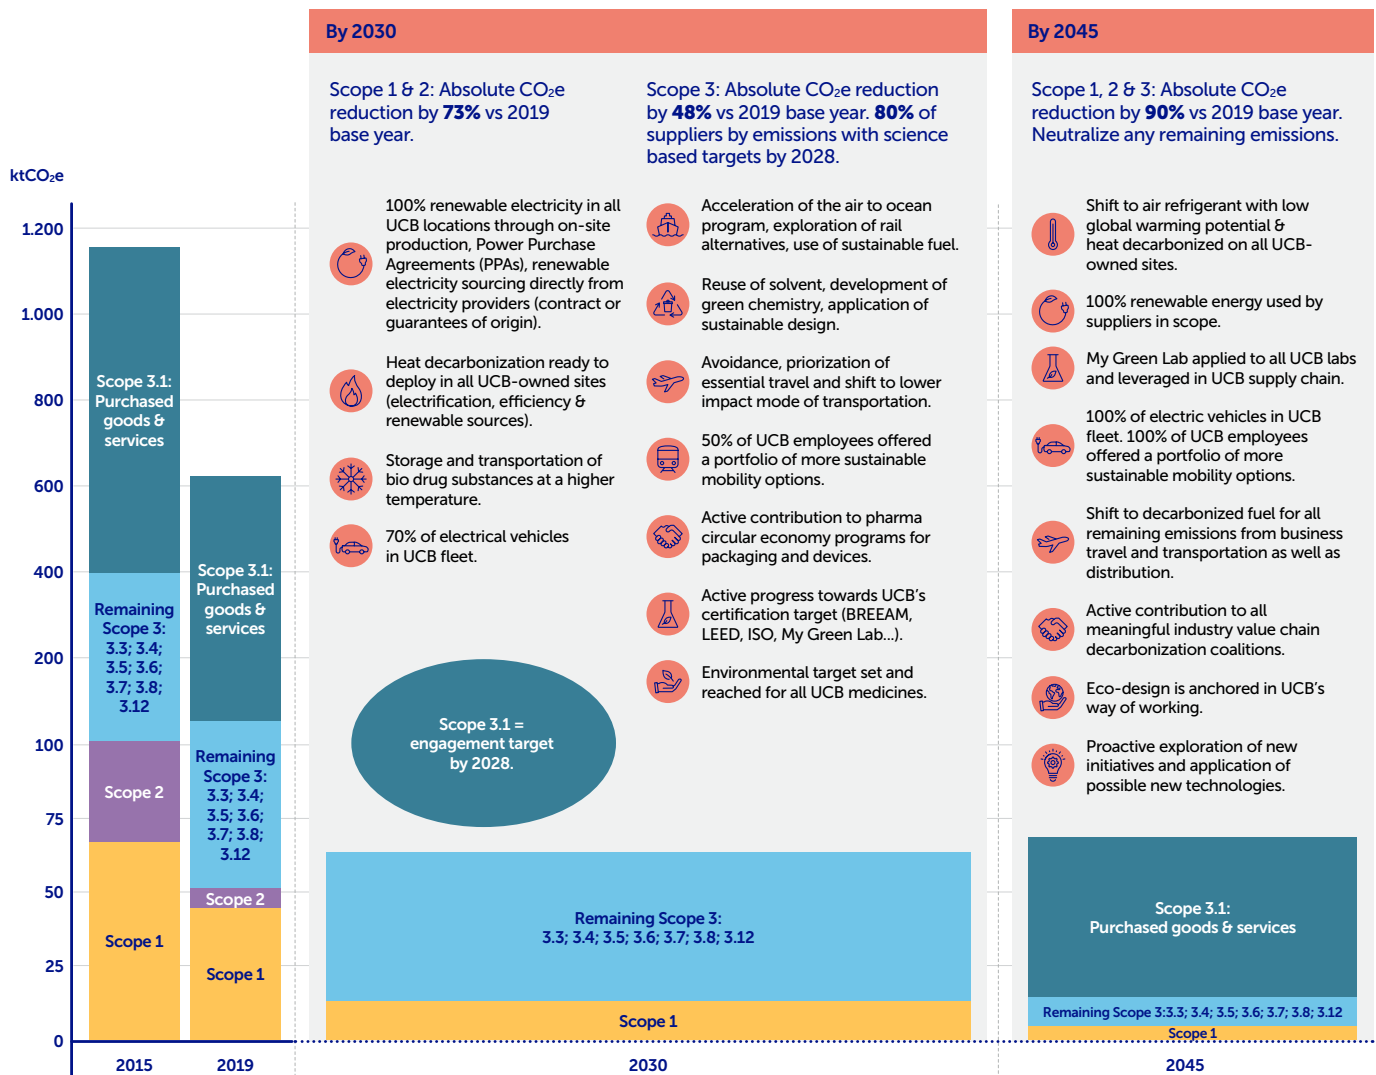 By 2030
Scope 1 & 2: Absolute CO₂e
reduction by 73% vs 2019
base year.
100% renewable electricity in all
UCB locations through on-site
production, Power Purchase
Agreements (PPAs), renewable
electricity sourcing directly from
electricity providers (contract or
guarantees of origin).
Heat decarbonization ready to
deploy in all UCB-owned sites
(electrification, efficiency &
renewable sources).
Storage and transportation of
bio drug substances at a higher
temperature.
70% of electrical vehicles
in UCB fleet.
Scope 3: Absolute CO₂e reduction
by 48% vs 2019 base year. 80% of
suppliers by emissions with science
based targets by 2028.
Acceleration of the air to ocean
program, exploration of rail
alternatives, use of sustainable fuel.
Reuse of solvent, development of
green chemistry, application of
sustainable design.
Avoidance, priorization of
essential travel and shift to lower
impact mode of transportation.
50% of UCB employees offered
a portfolio of more sustainable
mobility options.
Active contribution to pharma
circular economy programs for
packaging and devices.
Active progress towards UCB's
certification target (BREEAM,
LEED, ISO, My Green Lab...).
Environmental target set and
reached for all UCB medicines.
By 2045
Scope 1, 2 & 3: Absolute CO₂e
reduction by 90% vs 2019 base year.
Neutralize any remaining emissions.
Shift to air refrigerant with low
global warming potential &
heat decarbonized on all UCB-
owned sites.
100% renewable energy used by
suppliers in scope.
My Green Lab applied to all UCB labs
and leveraged in UCB supply chain.
100% of electric vehicles in UCB
fleet. 100% of UCB employees
offered a portfolio of more
sustainable mobility options.
Shift to decarbonized fuel for all
remaining emissions from business
travel and transportation as well as
distribution.
Active contribution to all
meaningful industry value chain
decarbonization coalitions.
Eco-design is anchored in UCB's
way of working.
Proactive exploration of new
initiatives and application of
possible new technologies.
ktCO₂e
1.200
1.000
800
600
400
200
100
75
50
25
0
Scope 3.1:
Purchased
goods &
services
Remaining
Scope 3:
3.3; 3.4;
3.5; 3.6;
3.7; 3.8;
3.12
Scope 2
Scope 1
Scope 3.1:
Purchased
goods &
services
Remaining
Scope 3:
3.3; 3.4;
3.5; 3.6;
3.7; 3.8;
3.12
Scope 2
Scope 1
Scope 3.1 =
engagement target
by 2028.
Remaining Scope 3:
3.3; 3.4; 3.5; 3.6; 3.7; 3.8; 3.12
Scope 1
Scope 3.1:
Purchased goods & services
Remaining Scope 3:3.3; 3.4; 3.5; 3.6; 3.7; 3.8; 3.12
Scope 1
2015
2019
2030
2045